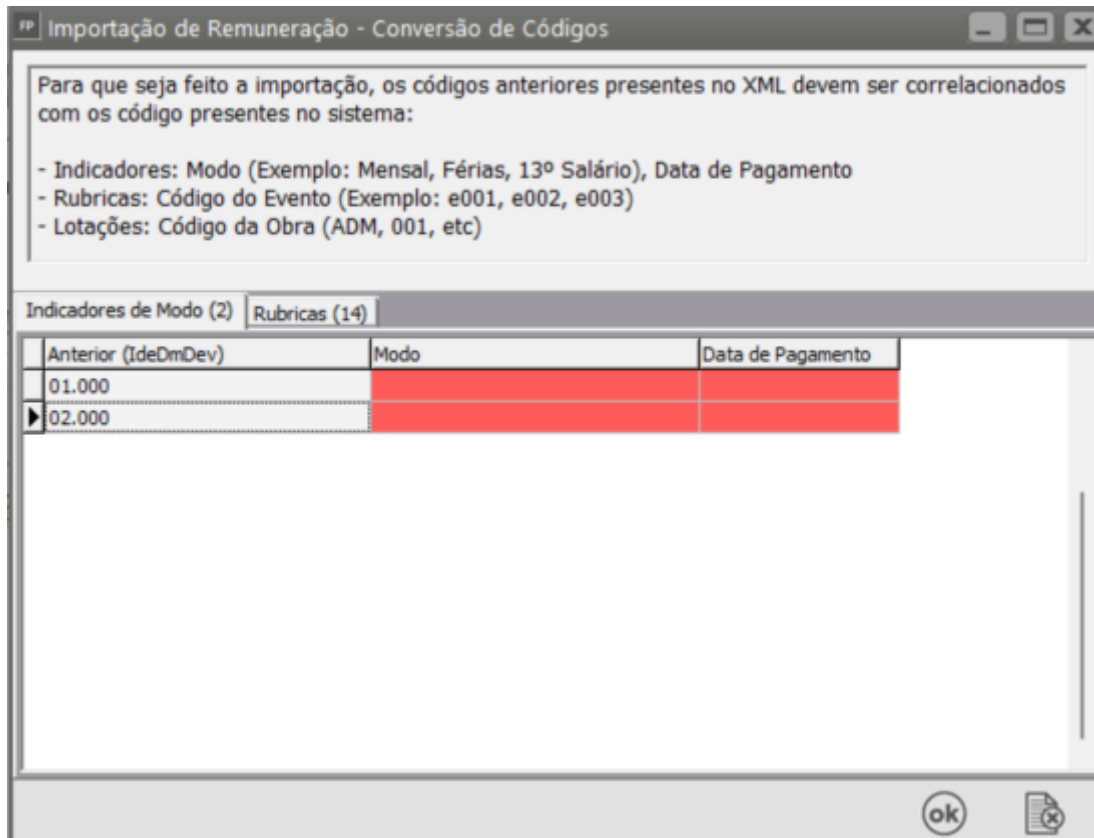 FP Importação de Remuneração - Conversão de Códigos
Para que seja feito a importação, os códigos anteriores presentes no XML devem ser correlacionados
com os código presentes no sistema:
- Indicadores: Modo (Exemplo: Mensal, Férias, 13º Salário), Data de Pagamento
- Rubricas: Código do Evento (Exemplo: e001, e002, e003)
- Lotações: Código da Obra (ADM, 001, etc)
Indicadores de Modo (2) Rubricas (14)
Anterior (IdeDmDev) Modo Data de Pagamento
01.000
02.000
ok